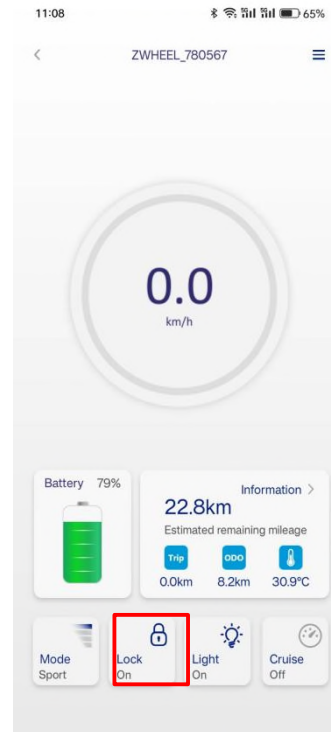 11:08
65%
ZWHEEL_780567
0.0
km/h
Battery 79%
Information >
22.8km
Estimated remaining mileage
Trip
ODO
0.0km
8.2km
30.9°C
Mode
Sport
Lock
On
Light
On
Cruise
Off